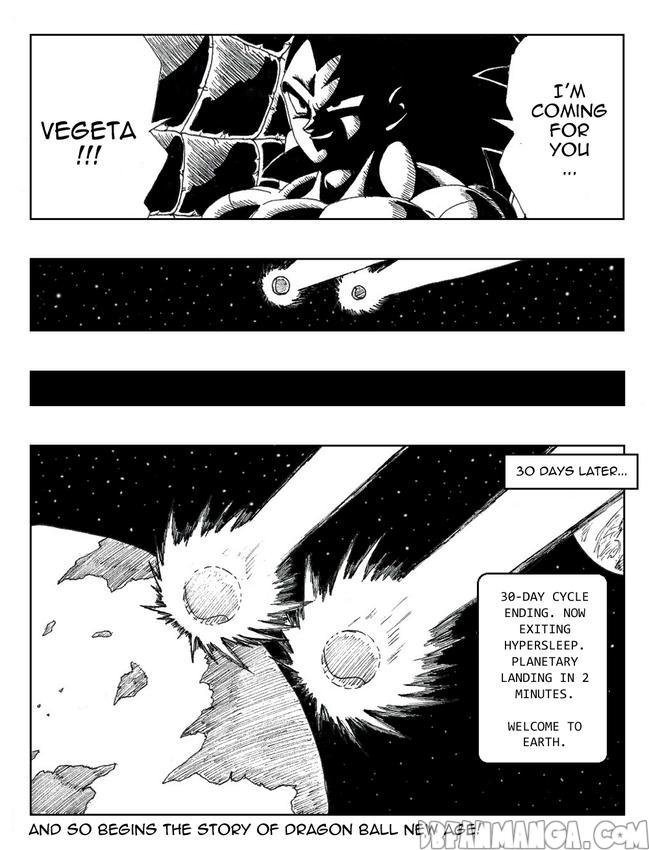 I'M
COMING
FOR
YOU
...
VEGETA
!!!
30 DAYS LATER...
30-DAY CYCLE
ENDING. NOW
EXITING
HYPERSLEEP.
PLANETARY
LANDING IN 2
MINUTES.
WELCOME TO
EARTH.
AND SO BEGINS THE STORY OF DRAGON BALL NEW AGE!
DBFANMANGA.COM